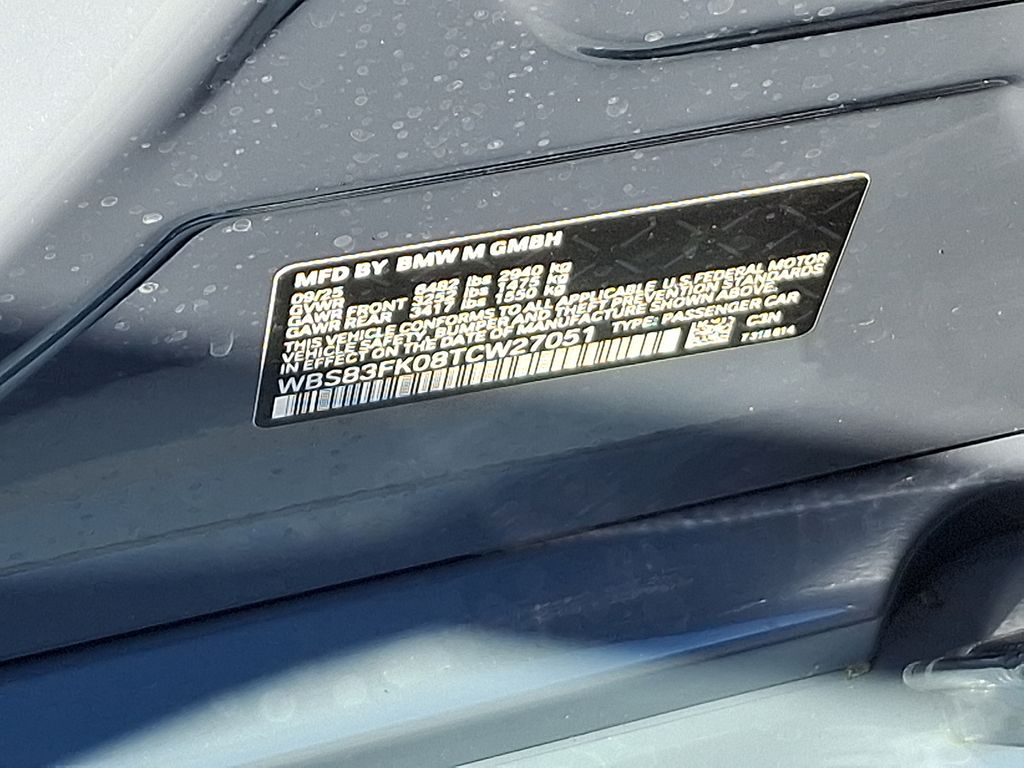 MFD BY BMW M GMBH
09/25
GVWR 6482 lbs 2940 kg
GAWR FRONT 3252 lbs 1475 kg
GAWR REAR 3417 lbs 1550 kg
THIS VEHICLE CONFORMS TO ALL APPLICABLE U.S. FEDERAL MOTOR
VEHICLE SAFETY, BUMPER AND THEFT PREVENTION STANDARDS
IN EFFECT ON THE DATE OF MANUFACTURE SHOWN ABOVE.
WBS83FK08TCW27051 TYPE: PASSENGER CAR
C3N